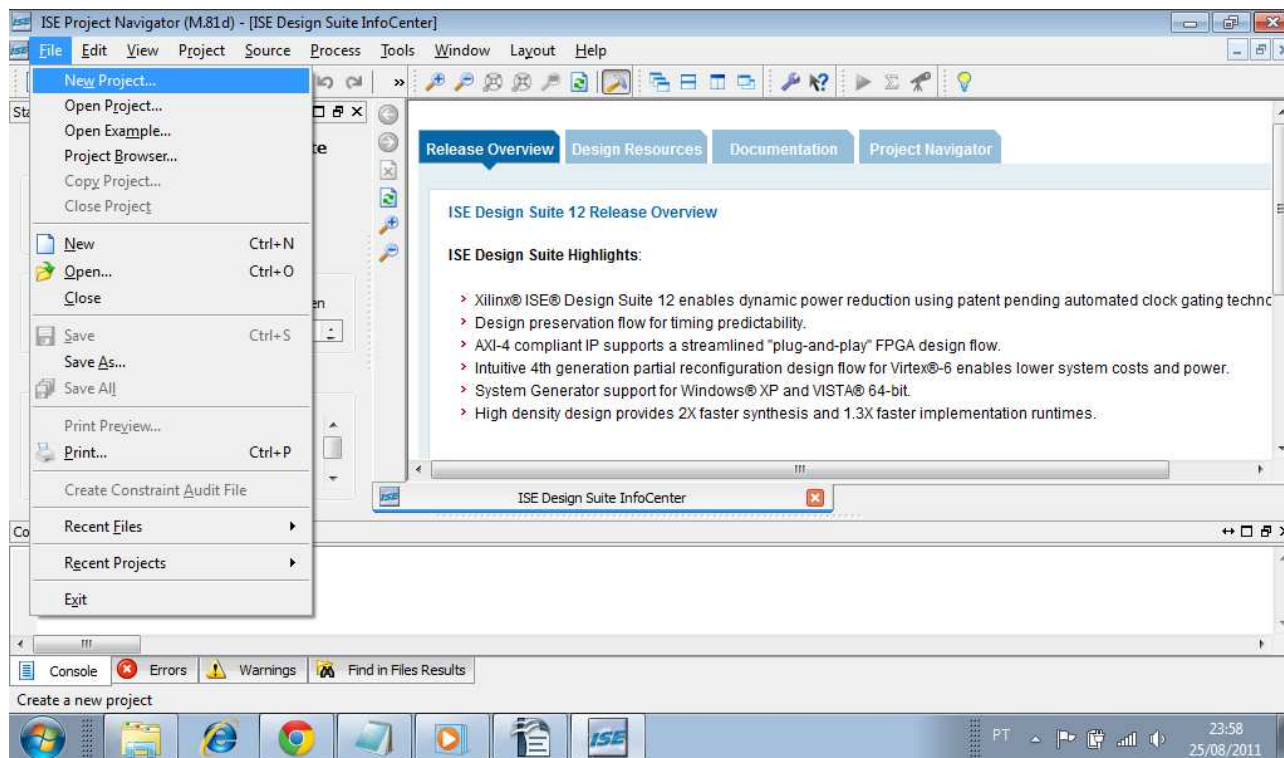 ISE Project Navigator (M.81d) - [ISE Design Suite InfoCenter]
File Edit View Project Source Process Tools Window Layout Help
New Project...
Open Project...
Open Example...
Project Browser...
Copy Project...
Close Project
New Ctrl+N
Open... Ctrl+O
Close
Save Ctrl+S
Save As...
Save All
Print Preview...
Print... Ctrl+P
Create Constraint Audit File
Recent Files
Recent Projects
Exit
Release Overview Design Resources Documentation Project Navigator
ISE Design Suite 12 Release Overview
ISE Design Suite Highlights:
Xilinx® ISE® Design Suite 12 enables dynamic power reduction using patent pending automated clock gating techno
Design preservation flow for timing predictability.
AXI-4 compliant IP supports a streamlined "plug-and-play" FPGA design flow.
Intuitive 4th generation partial reconfiguration design flow for Virtex®-6 enables lower system costs and power.
System Generator support for Windows® XP and VISTA® 64-bit.
High density design provides 2X faster synthesis and 1.3X faster implementation runtimes.
ISE ISE Design Suite InfoCenter
Console Errors Warnings Find in Files Results
Create a new project
ISE
PT 23:58
25/08/2011